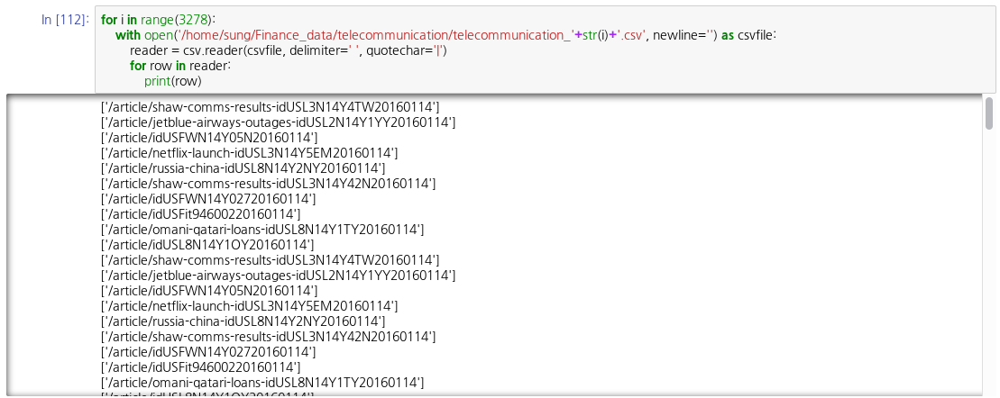 In [112]: for i in range(3278):
with open('/home/sung/Finance_data/telecommunication/telecommunication_'+str(i)+'.csv', newline='') as csvfile:
reader = csv.reader(csvfile, delimiter=' ', quotechar='|')
for row in reader:
print(row)
['/article/shaw-comms-results-idUSL3N14Y4TW20160114']
['/article/jetblue-airways-outages-idUSL2N14Y1YY20160114']
['/article/idUSFWN14Y05N20160114']
['/article/netflix-launch-idUSL3N14Y5EM20160114']
['/article/russia-china-idUSL8N14Y2NY20160114']
['/article/shaw-comms-results-idUSL3N14Y42N20160114']
['/article/idUSFWN14Y02720160114']
['/article/idUSFit94600220160114']
['/article/omani-qatari-loans-idUSL8N14Y1TY20160114']
['/article/idUSL8N14Y1OY20160114']
['/article/shaw-comms-results-idUSL3N14Y4TW20160114']
['/article/jetblue-airways-outages-idUSL2N14Y1YY20160114']
['/article/idUSFWN14Y05N20160114']
['/article/netflix-launch-idUSL3N14Y5EM20160114']
['/article/russia-china-idUSL8N14Y2NY20160114']
['/article/shaw-comms-results-idUSL3N14Y42N20160114']
['/article/idUSFWN14Y02720160114']
['/article/idUSFit94600220160114']
['/article/omani-qatari-loans-idUSL8N14Y1TY20160114']
['/article/idUSL8N14Y1OY20160114']